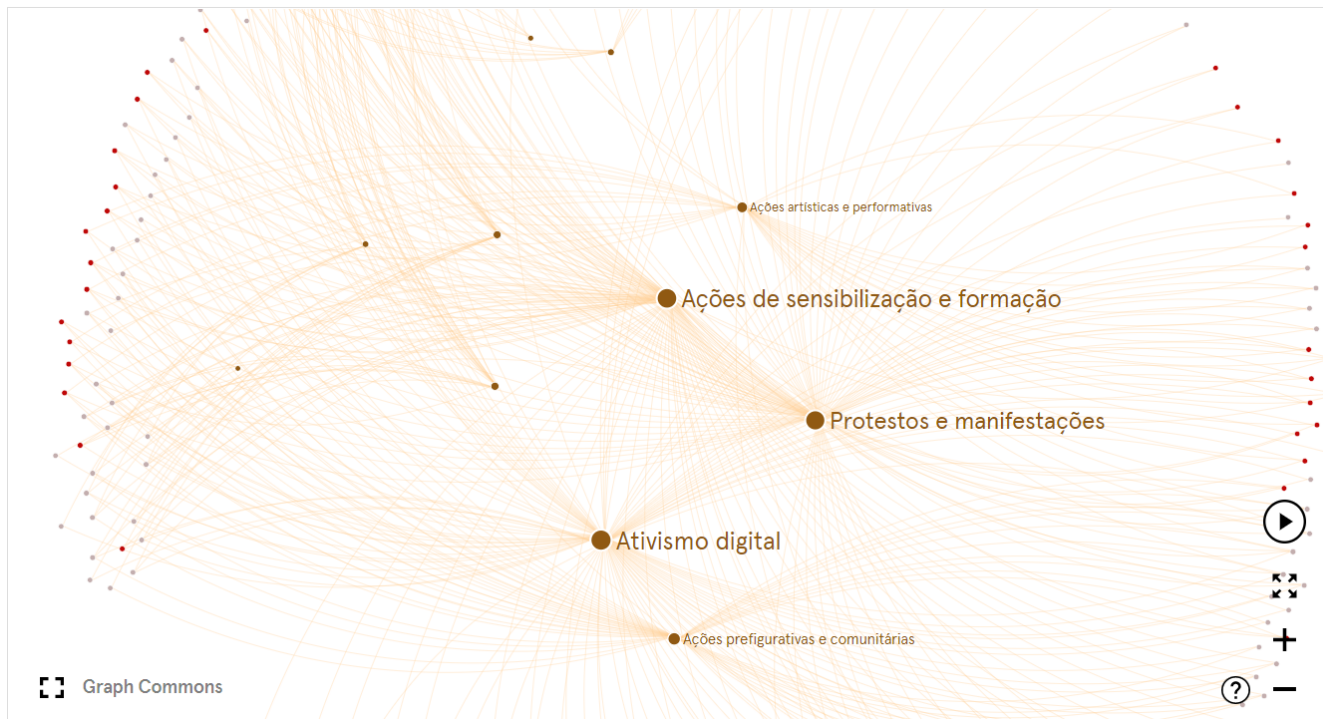 Ações artísticas e performativas
Ações de sensibilização e formação
Protestos e manifestações
Ativismo digital
Ações prefigurativas e comunitárias
Graph Commons
?